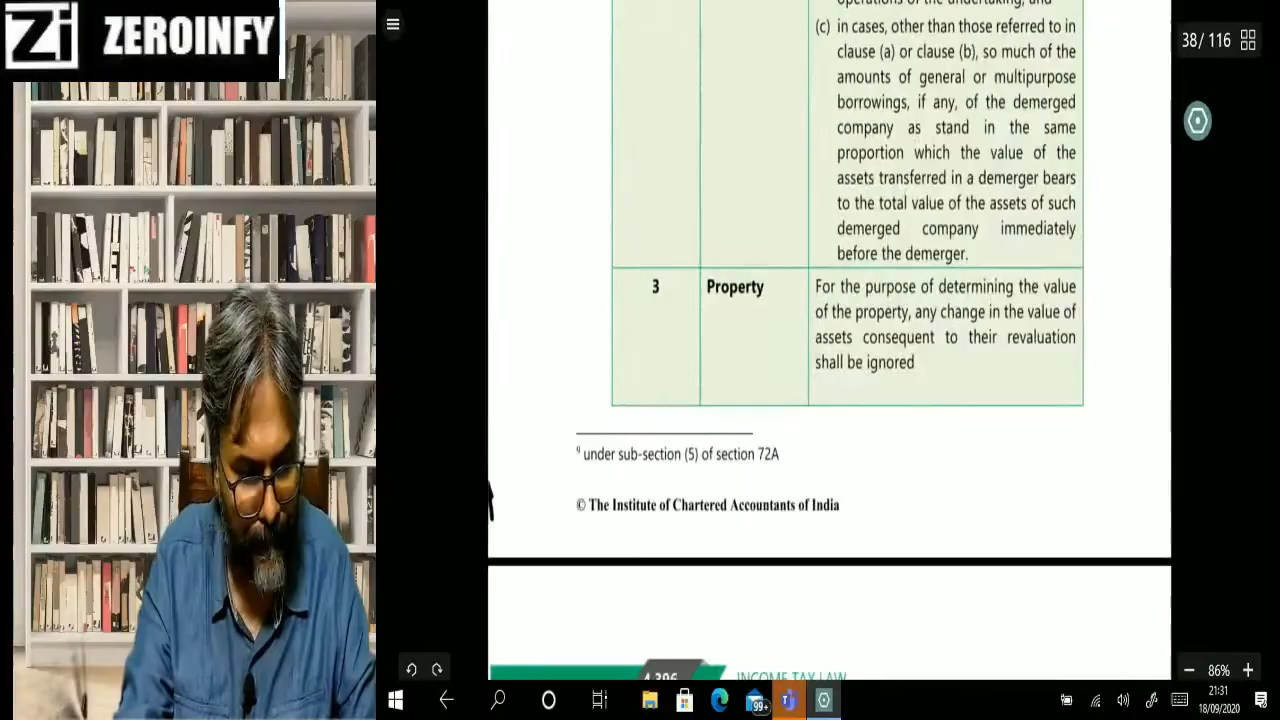 Zi ZEROINFY
38 / 116
operations of the undertaking, and
(c) in cases, other than those referred to in
clause (a) or clause (b), so much of the
amounts of general or multipurpose
borrowings, if any, of the demerged
company as stand in the same
proportion which the value of the
assets transferred in a demerger bears
to the total value of the assets of such
demerged company immediately
before the demerger.
3 Property For the purpose of determining the value
of the property, any change in the value of
assets consequent to their revaluation
shall be ignored
9 under sub-section (5) of section 72A
© The Institute of Chartered Accountants of India
4.396 INCOME TAX LAW
86%
99+
21:31
18/09/2020